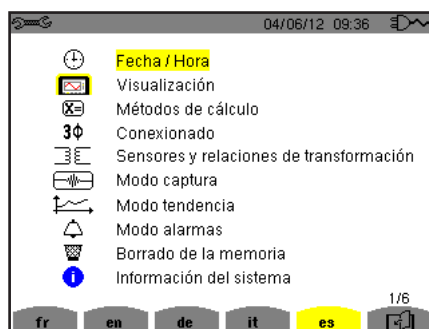 04/06/12 09:36
Fecha / Hora
Visualización
X= Métodos de cálculo
3ϕ Conexionado
Sensores y relaciones de transformación
Modo captura
Modo tendencia
Modo alarmas
Borrado de la memoria
i Información del sistema
1/6
fr en de it es